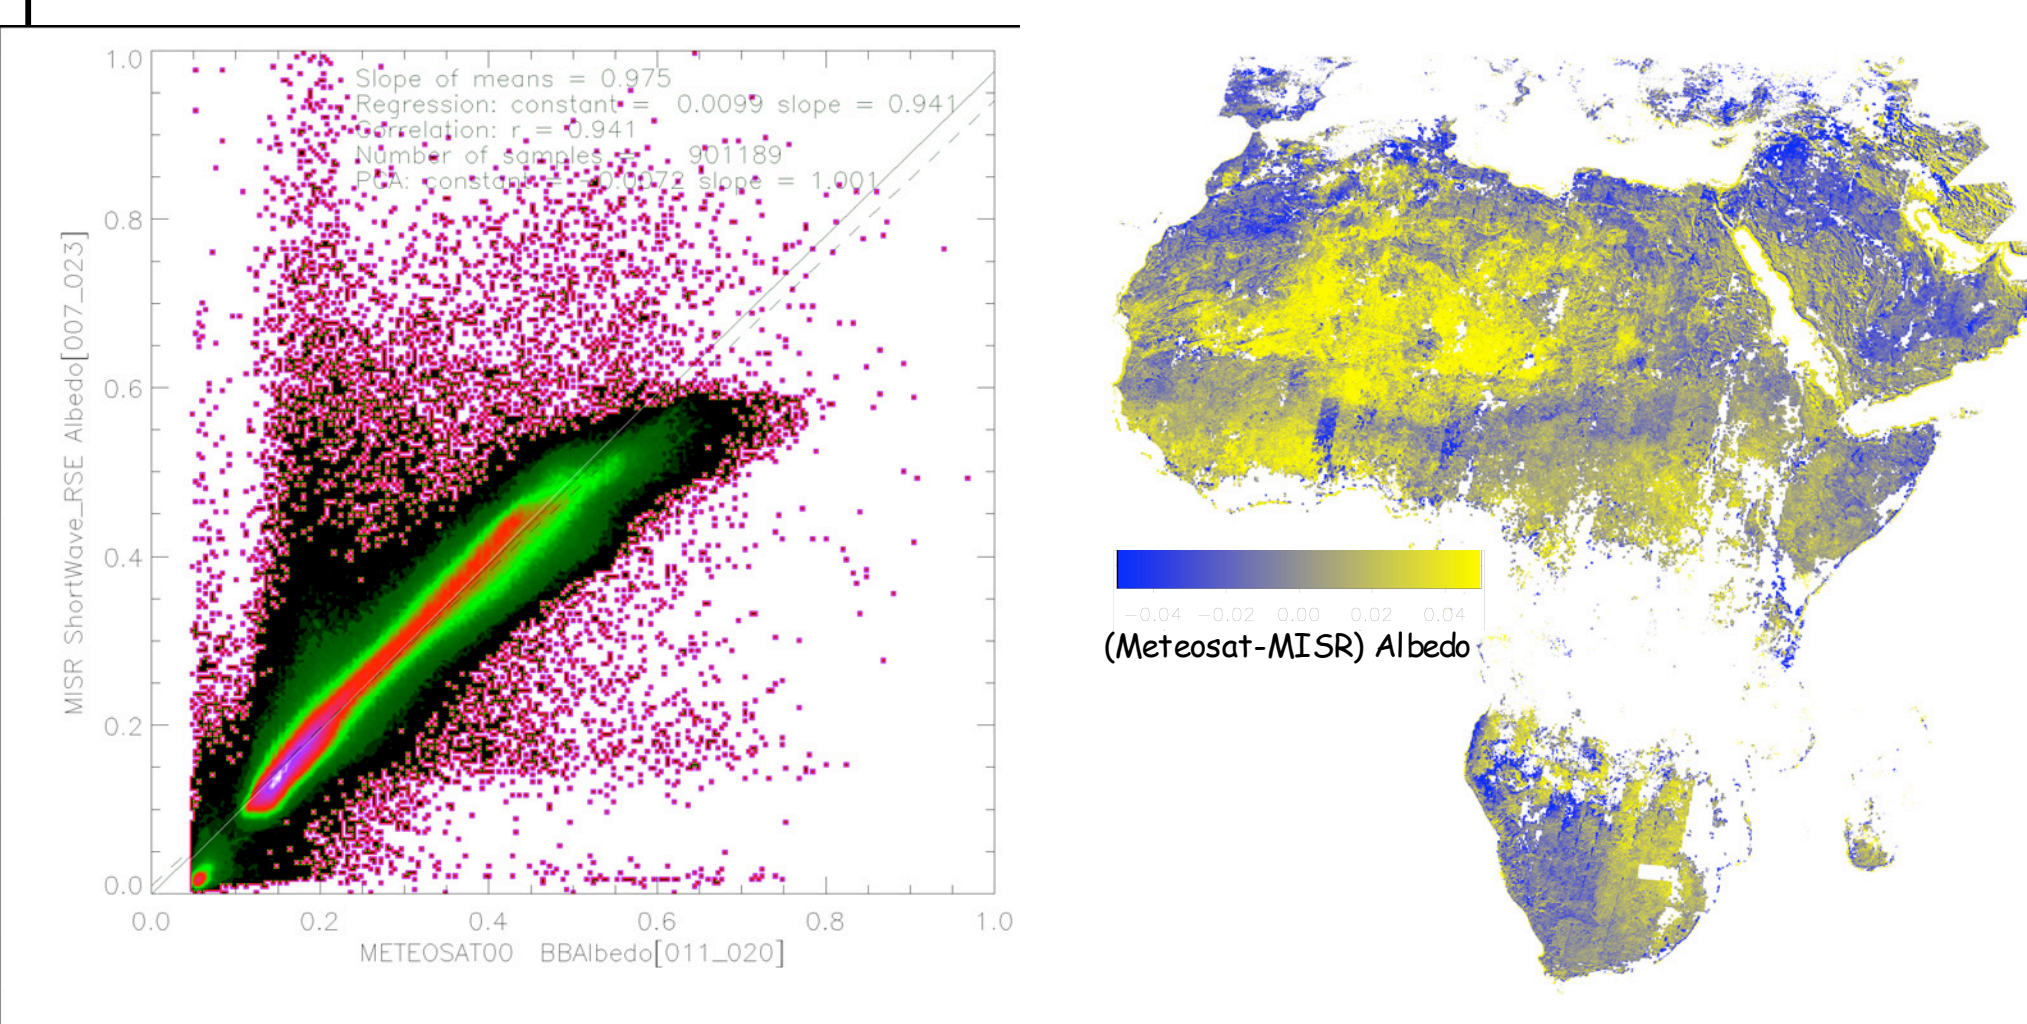 1.0
Slope of means = 0.975
Regression: constant = 0.0099 slope = 0.941
Correlation: r = 0.941
Number of samples = 901189
PCA: constant = -0.0072 slope = 1.001
0.8
0.6
0.4
0.2
0.0
MISR ShortWave_RSE Albedo[007_023]
0.0 0.2 0.4 0.6 0.8 1.0
METEOSAT00 BBAlbedo[011_020]
-0.04 -0.02 0.00 0.02 0.04
(Meteosat-MISR) Albedo